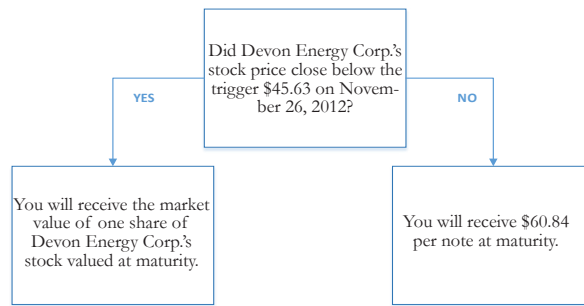 Did Devon Energy Corp.'s
stock price close below the
trigger $45.63 on Novem-
ber 26, 2012?
YES
NO
You will receive the market
value of one share of
Devon Energy Corp.'s
stock valued at maturity.
You will receive $60.84
per note at maturity.